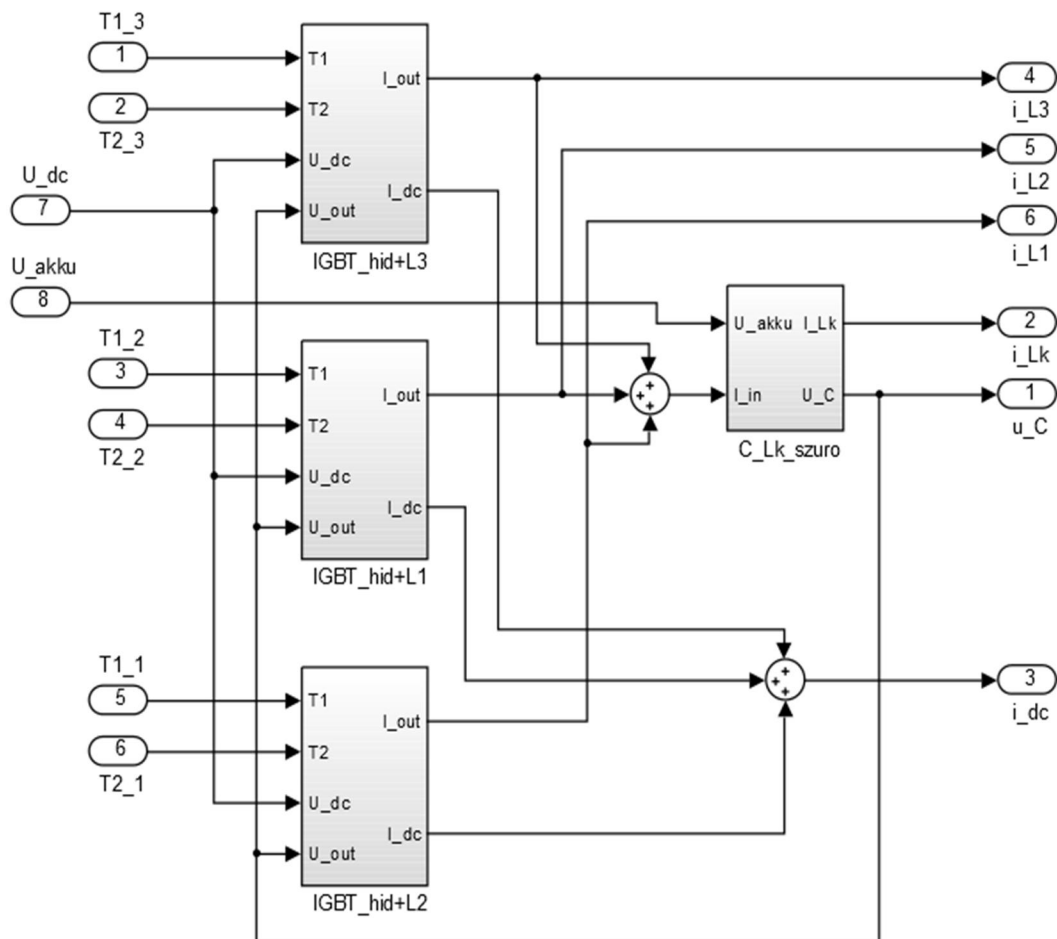 T1_3
1
2
T2_3
T1
T2
U_dc
U_out
I_out
I_dc
IGBT_hid+L3
U_dc
7
U_akku
8
4
i_L3
5
i_L2
6
i_L1
T1_2
3
4
T2_2
T1
T2
U_dc
U_out
I_out
I_dc
IGBT_hid+L1
+
+
+
U_akku
I_Lk
I_in
U_C
C_Lk_szuro
2
i_Lk
1
u_C
T1_1
5
6
T2_1
T1
T2
U_dc
U_out
I_out
I_dc
IGBT_hid+L2
+
+
+
3
i_dc